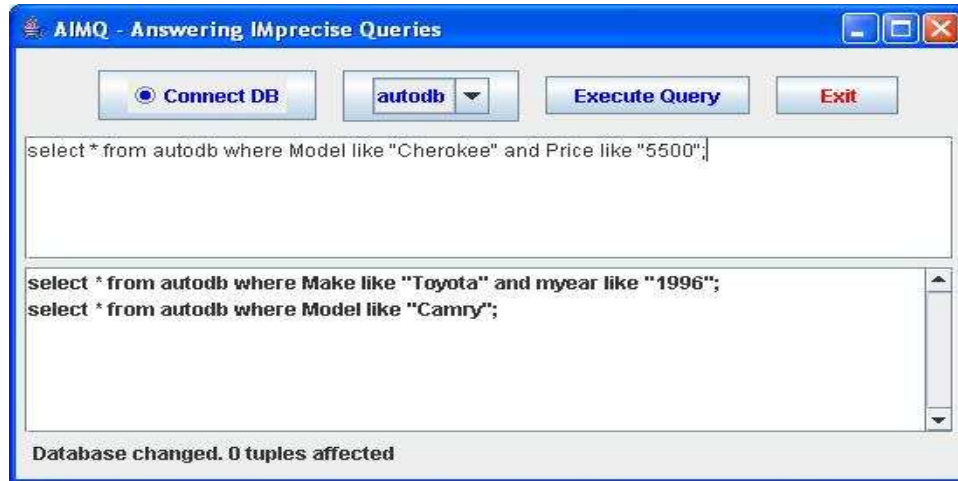 AIMQ - Answering IMprecise Queries
Connect DB
autodb
Execute Query
Exit
select * from autodb where Model like "Cherokee" and Price like "5500";
select * from autodb where Make like "Toyota" and myear like "1996";
select * from autodb where Model like "Camry";
Database changed. 0 tuples affected